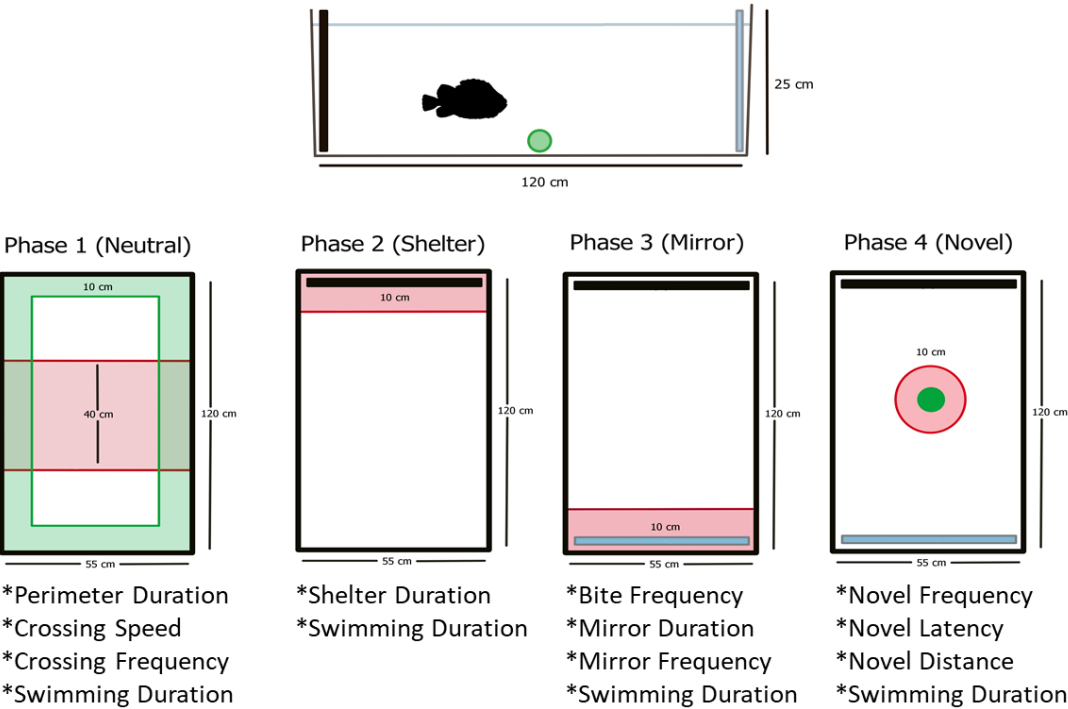 25 cm
120 cm
Phase 1 (Neutral)
10 cm
40 cm
120 cm
55 cm
*Perimeter Duration
*Crossing Speed
*Crossing Frequency
*Swimming Duration
Phase 2 (Shelter)
10 cm
120 cm
55 cm
*Shelter Duration
*Swimming Duration
Phase 3 (Mirror)
10 cm
120 cm
55 cm
*Bite Frequency
*Mirror Duration
*Mirror Frequency
*Swimming Duration
Phase 4 (Novel)
10 cm
120 cm
55 cm
*Novel Frequency
*Novel Latency
*Novel Distance
*Swimming Duration